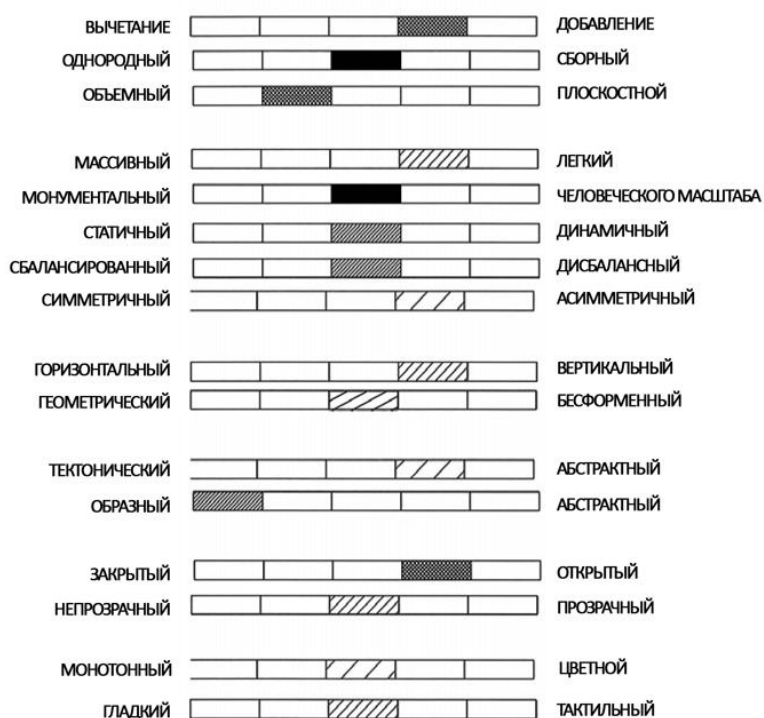 ВЫЧЕТАНИЕ ДОБАВЛЕНИЕ
ОДНОРОДНЫЙ СБОРНЫЙ
ОБЪЕМНЫЙ ПЛОСКОСТНОЙ
МАССИВНЫЙ ЛЕГКИЙ
МОНУМЕНТАЛЬНЫЙ ЧЕЛОВЕЧЕСКОГО МАСШТАБА
СТАТИЧНЫЙ ДИНАМИЧНЫЙ
СБАЛАНСИРОВАННЫЙ ДИСБАЛАНСНЫЙ
СИММЕТРИЧНЫЙ АСИММЕТРИЧНЫЙ
ГОРИЗОНТАЛЬНЫЙ ВЕРТИКАЛЬНЫЙ
ГЕОМЕТРИЧЕСКИЙ БЕСФОРМЕННЫЙ
ТЕКТОНИЧЕСКИЙ АБСТРАКТНЫЙ
ОБРАЗНЫЙ АБСТРАКТНЫЙ
ЗАКРЫТЫЙ ОТКРЫТЫЙ
НЕПРОЗРАЧНЫЙ ПРОЗРАЧНЫЙ
МОНОТОННЫЙ ЦВЕТНОЙ
ГЛАДКИЙ ТАКТИЛЬНЫЙ